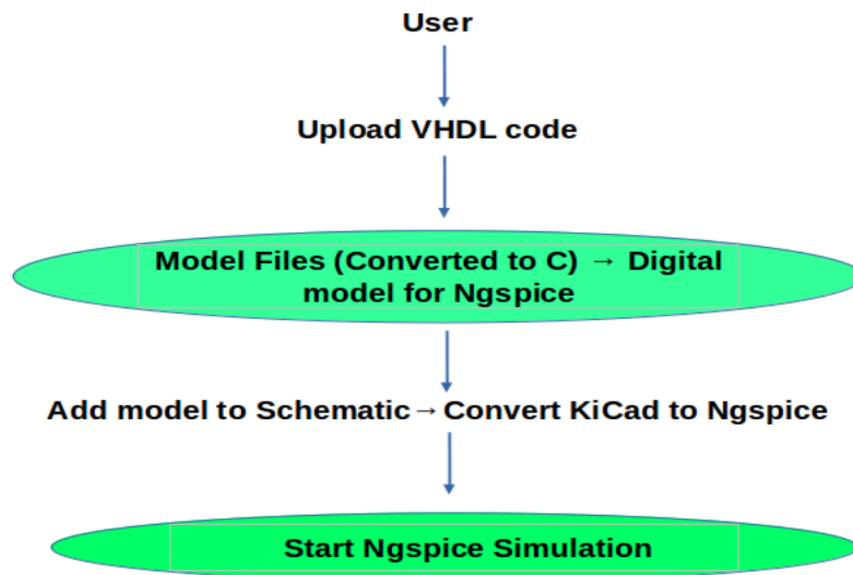 User
Upload VHDL code
Model Files (Converted to C) → Digital
model for Ngspice
Add model to Schematic→Convert KiCad to Ngspice
Start Ngspice Simulation